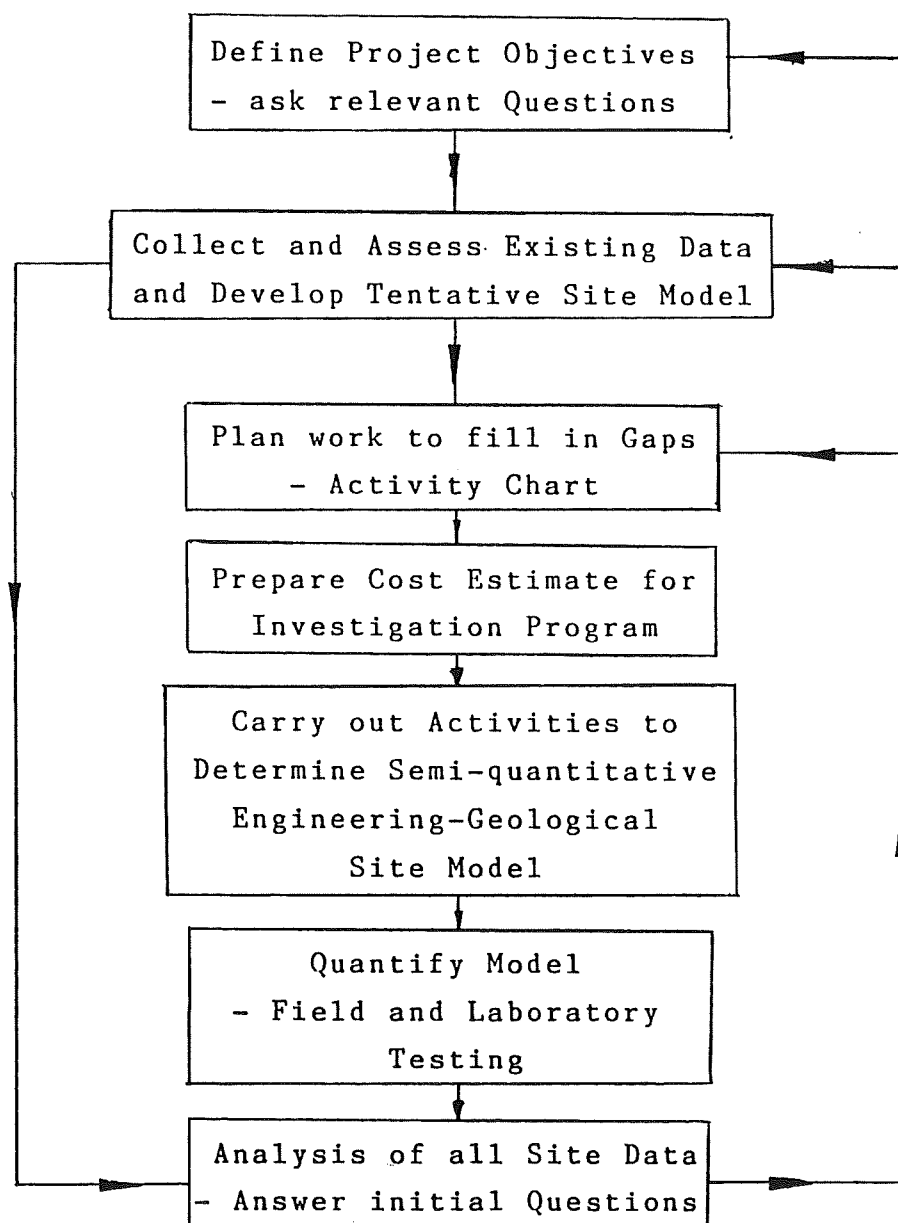 Define Project Objectives
- ask relevant Questions
Collect and Assess Existing Data
and Develop Tentative Site Model
Plan work to fill in Gaps
- Activity Chart
Prepare Cost Estimate for
Investigation Program
Carry out Activities to
Determine Semi-quantitative
Engineering-Geological
Site Model
Quantify Model
- Field and Laboratory
Testing
Analysis of all Site Data
- Answer initial Questions